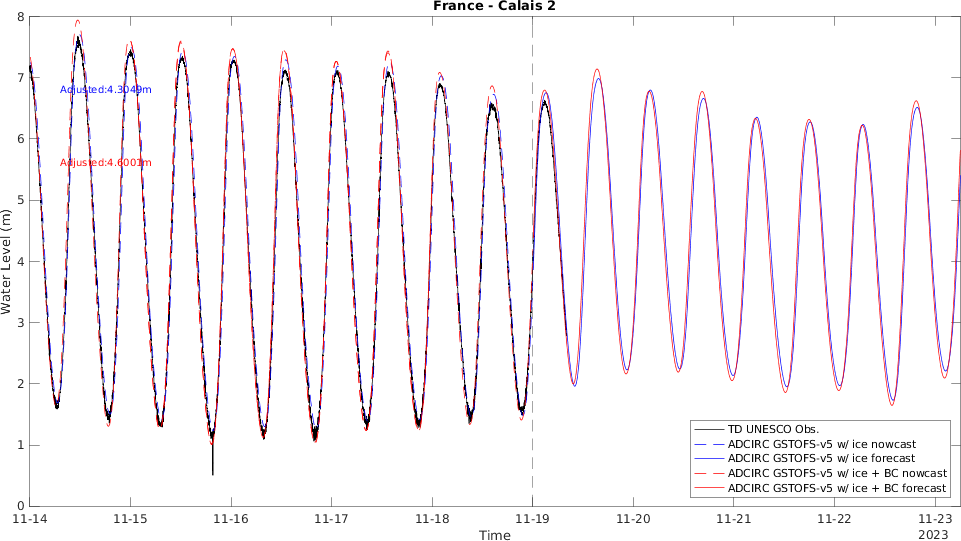 France - Calais 2
8
7
6
5
4
3
2
1
0
Water Level (m)
Adjusted:4.3049m
Adjusted:4.6001m
TD UNESCO Obs.
ADCIRC GSTOFS-v5 w/ ice nowcast
ADCIRC GSTOFS-v5 w/ ice forecast
ADCIRC GSTOFS-v5 w/ ice + BC nowcast
ADCIRC GSTOFS-v5 w/ ice + BC forecast
11-14 11-15 11-16 11-17 11-18 11-19 11-20 11-21 11-22 11-23
Time
2023